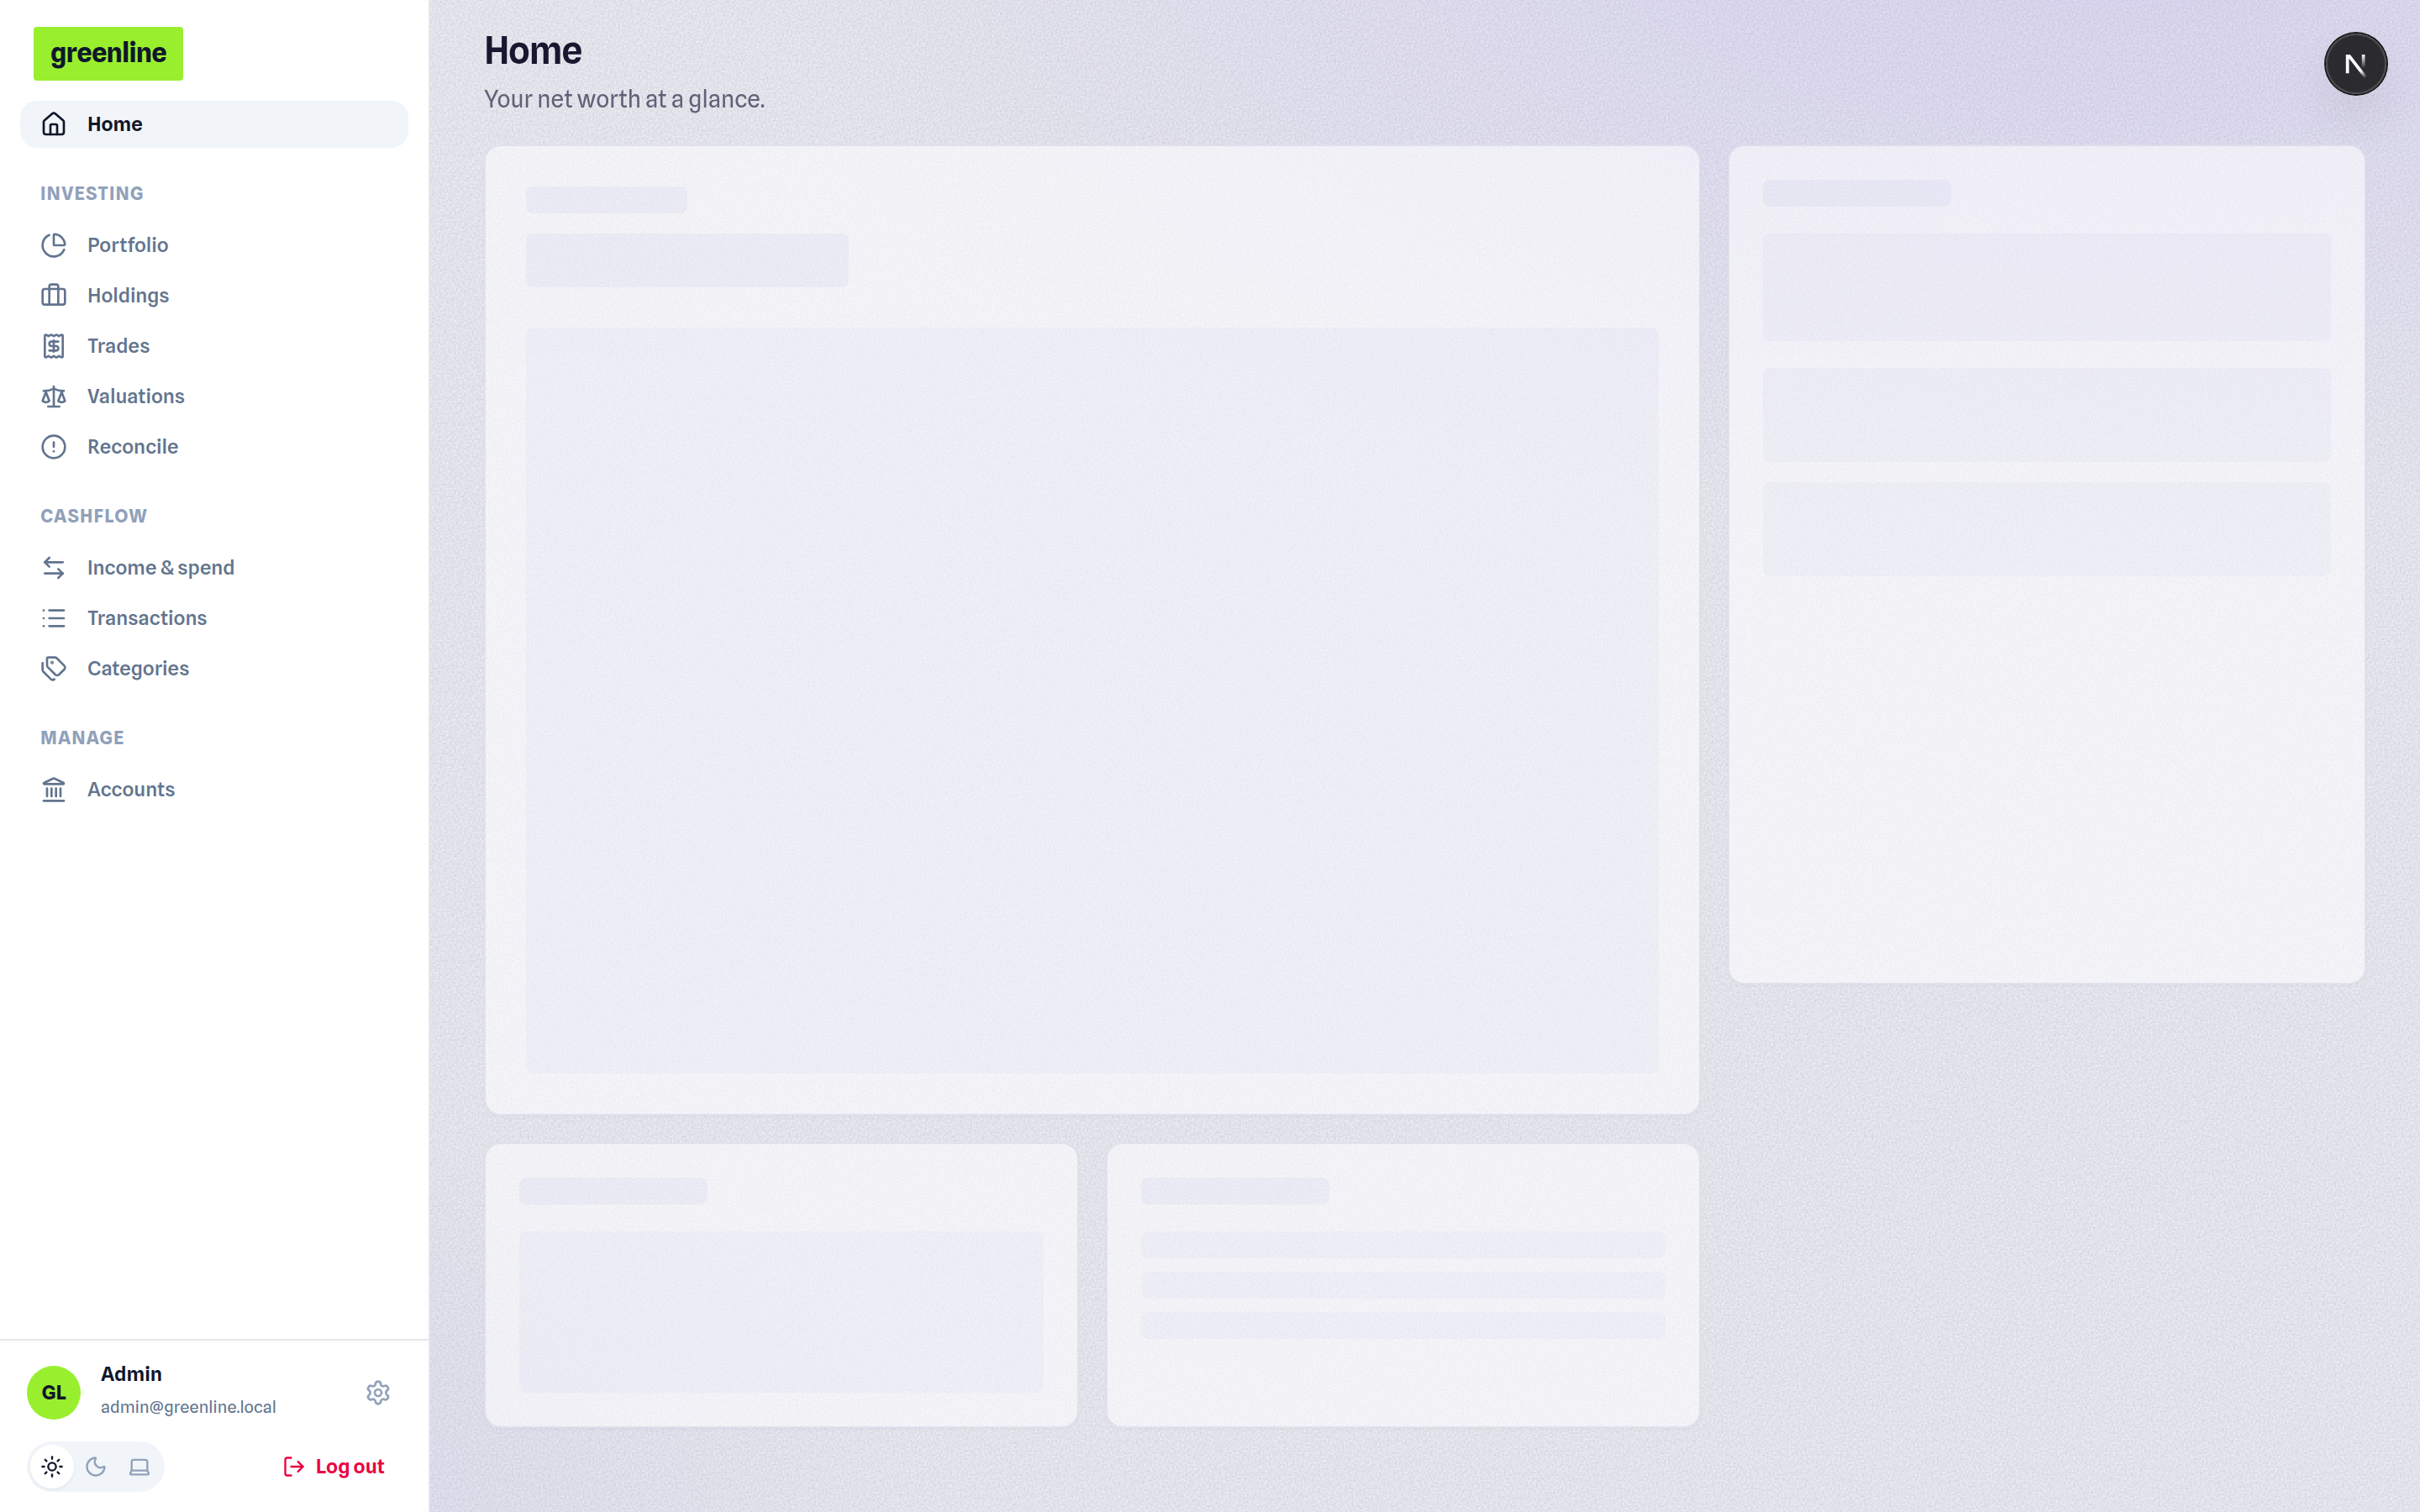 greenline
Home
INVESTING
Portfolio
Holdings
Trades
Valuations
Reconcile
CASHFLOW
Income & spend
Transactions
Categories
MANAGE
Accounts
GL
Admin
admin@greenline.local
Log out
Home
Your net worth at a glance.
N